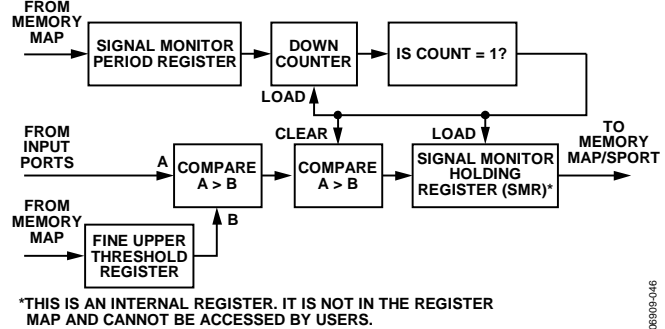 FROM
MEMORY
MAP
SIGNAL MONITOR
PERIOD REGISTER
DOWN
COUNTER
IS COUNT = 1?
LOAD
FROM
INPUT
PORTS
A
COMPARE
A > B
CLEAR
COMPARE
A > B
LOAD
SIGNAL MONITOR
HOLDING
REGISTER (SMR)*
TO
MEMORY
MAP/SPORT
FROM
MEMORY
MAP
B
FINE UPPER
THRESHOLD
REGISTER
*THIS IS AN INTERNAL REGISTER. IT IS NOT IN THE REGISTER
MAP AND CANNOT BE ACCESSED BY USERS.
06909-046